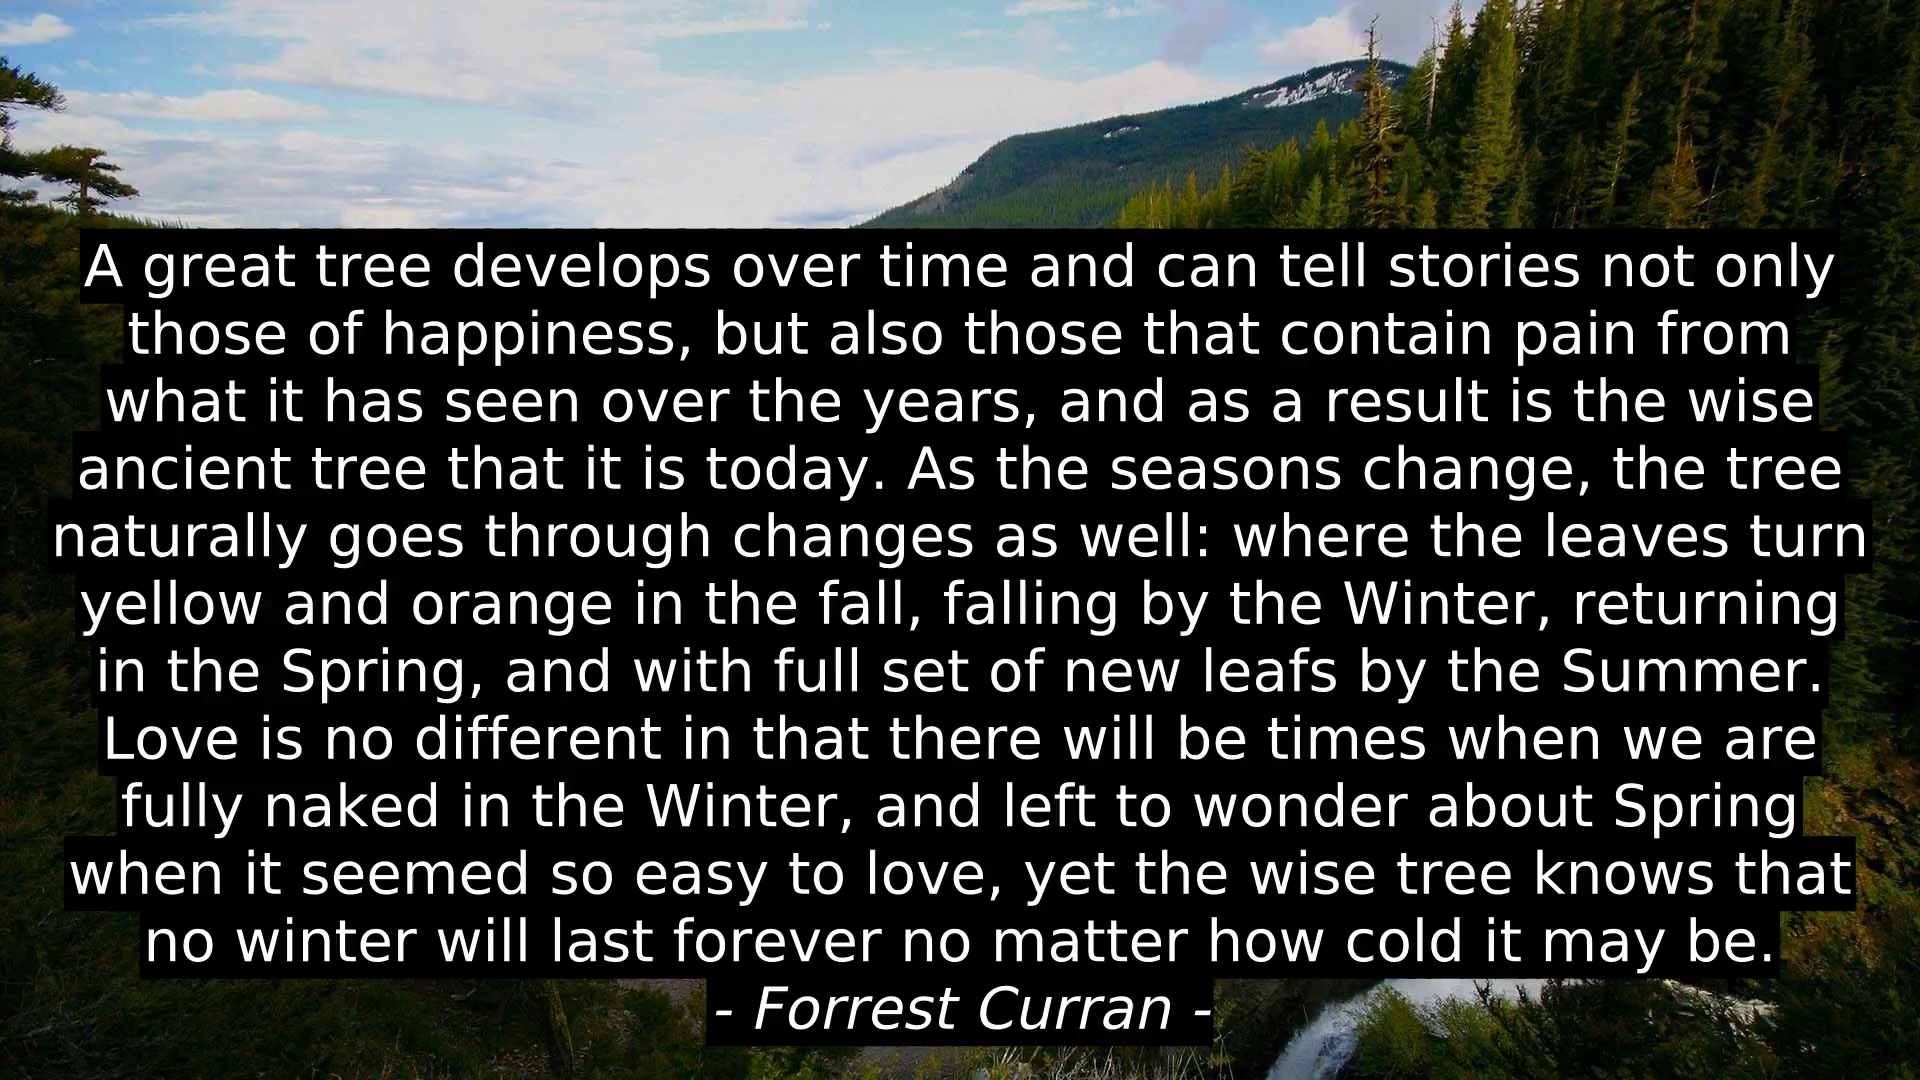 A great tree develops over time and can tell stories not only
those of happiness, but also those that contain pain from
what it has seen over the years, and as a result is the wise
ancient tree that it is today. As the seasons change, the tree
naturally goes through changes as well: where the leaves turn
yellow and orange in the fall, falling by the Winter, returning
in the Spring, and with full set of new leafs by the Summer.
Love is no different in that there will be times when we are
fully naked in the Winter, and left to wonder about Spring
when it seemed so easy to love, yet the wise tree knows that
no winter will last forever no matter how cold it may be.
- Forrest Curran -